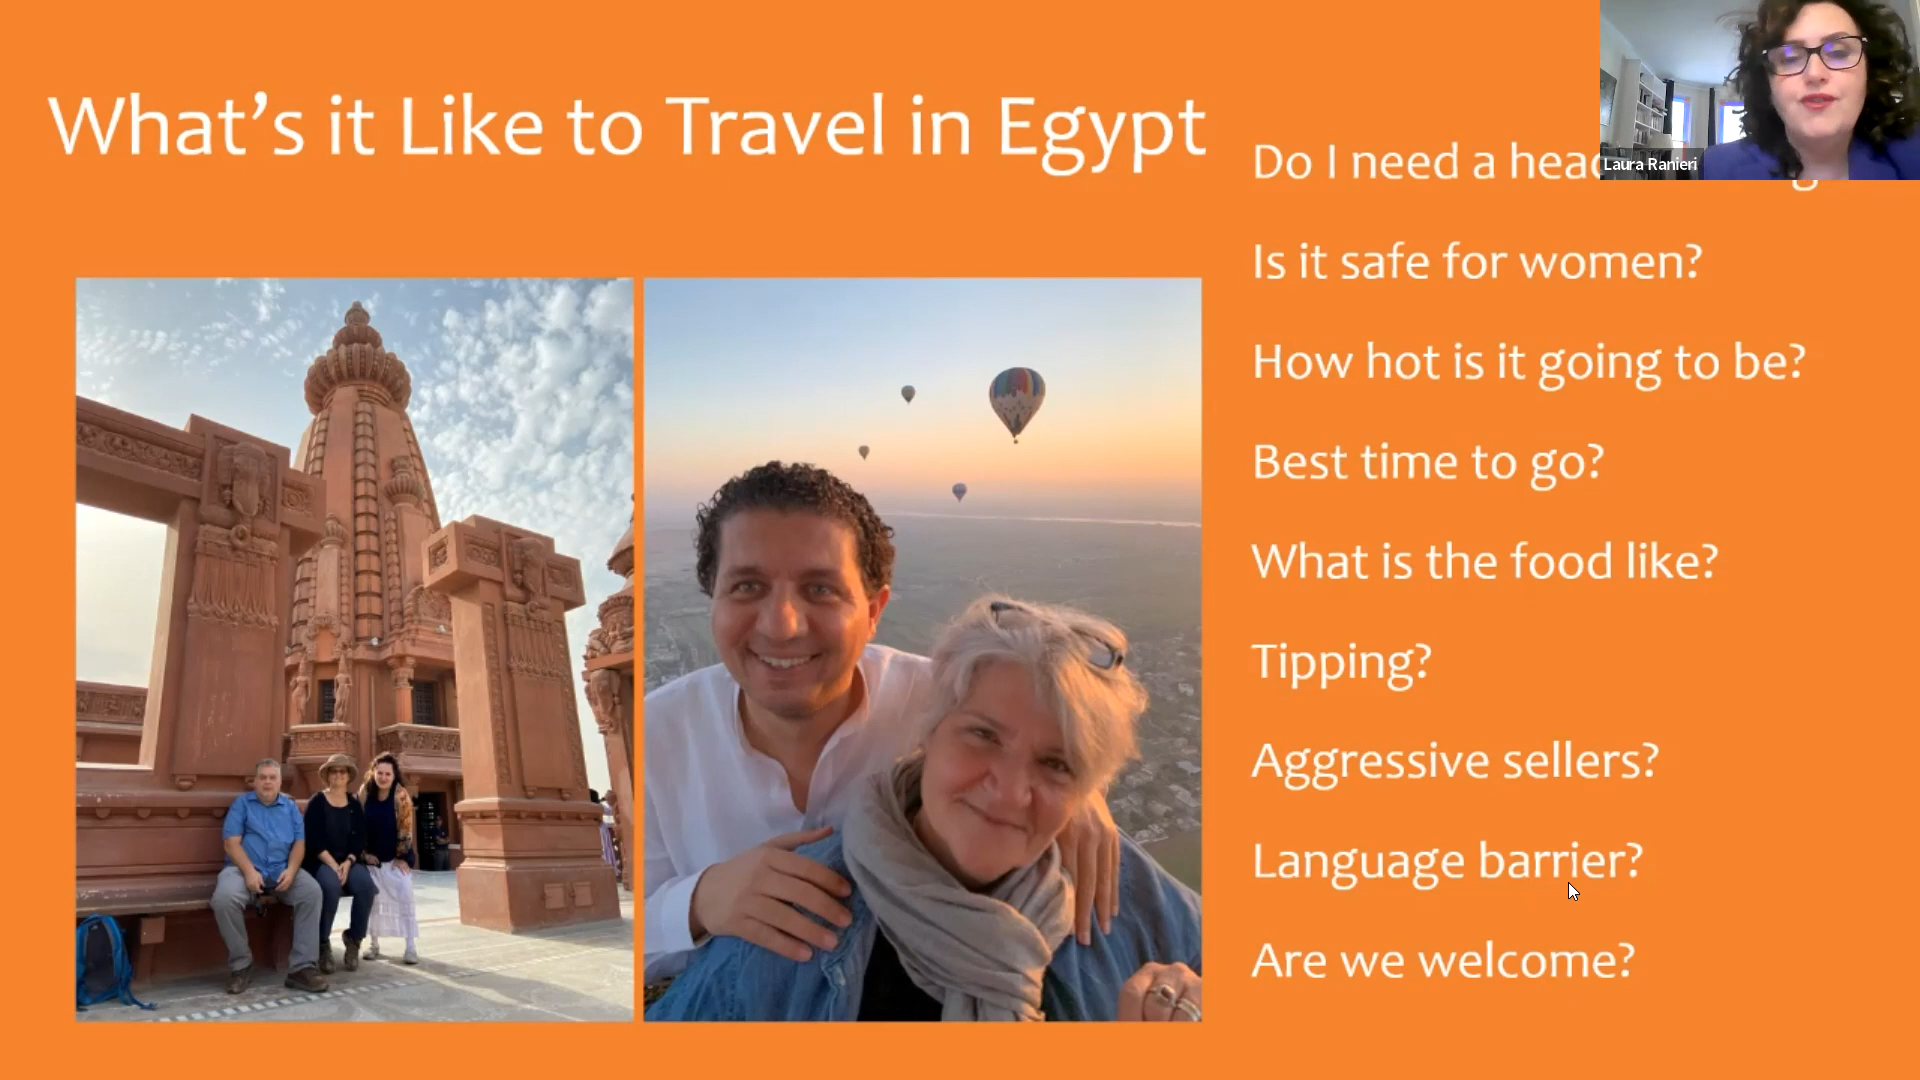 What’s it Like to Travel in Egypt
Do I need a
Is it safe for women?
How hot is it going to be?
Best time to go?
What is the food like?
Tipping?
Aggressive sellers?
Language barrier?
Are we welcome?
Laura Ranieri